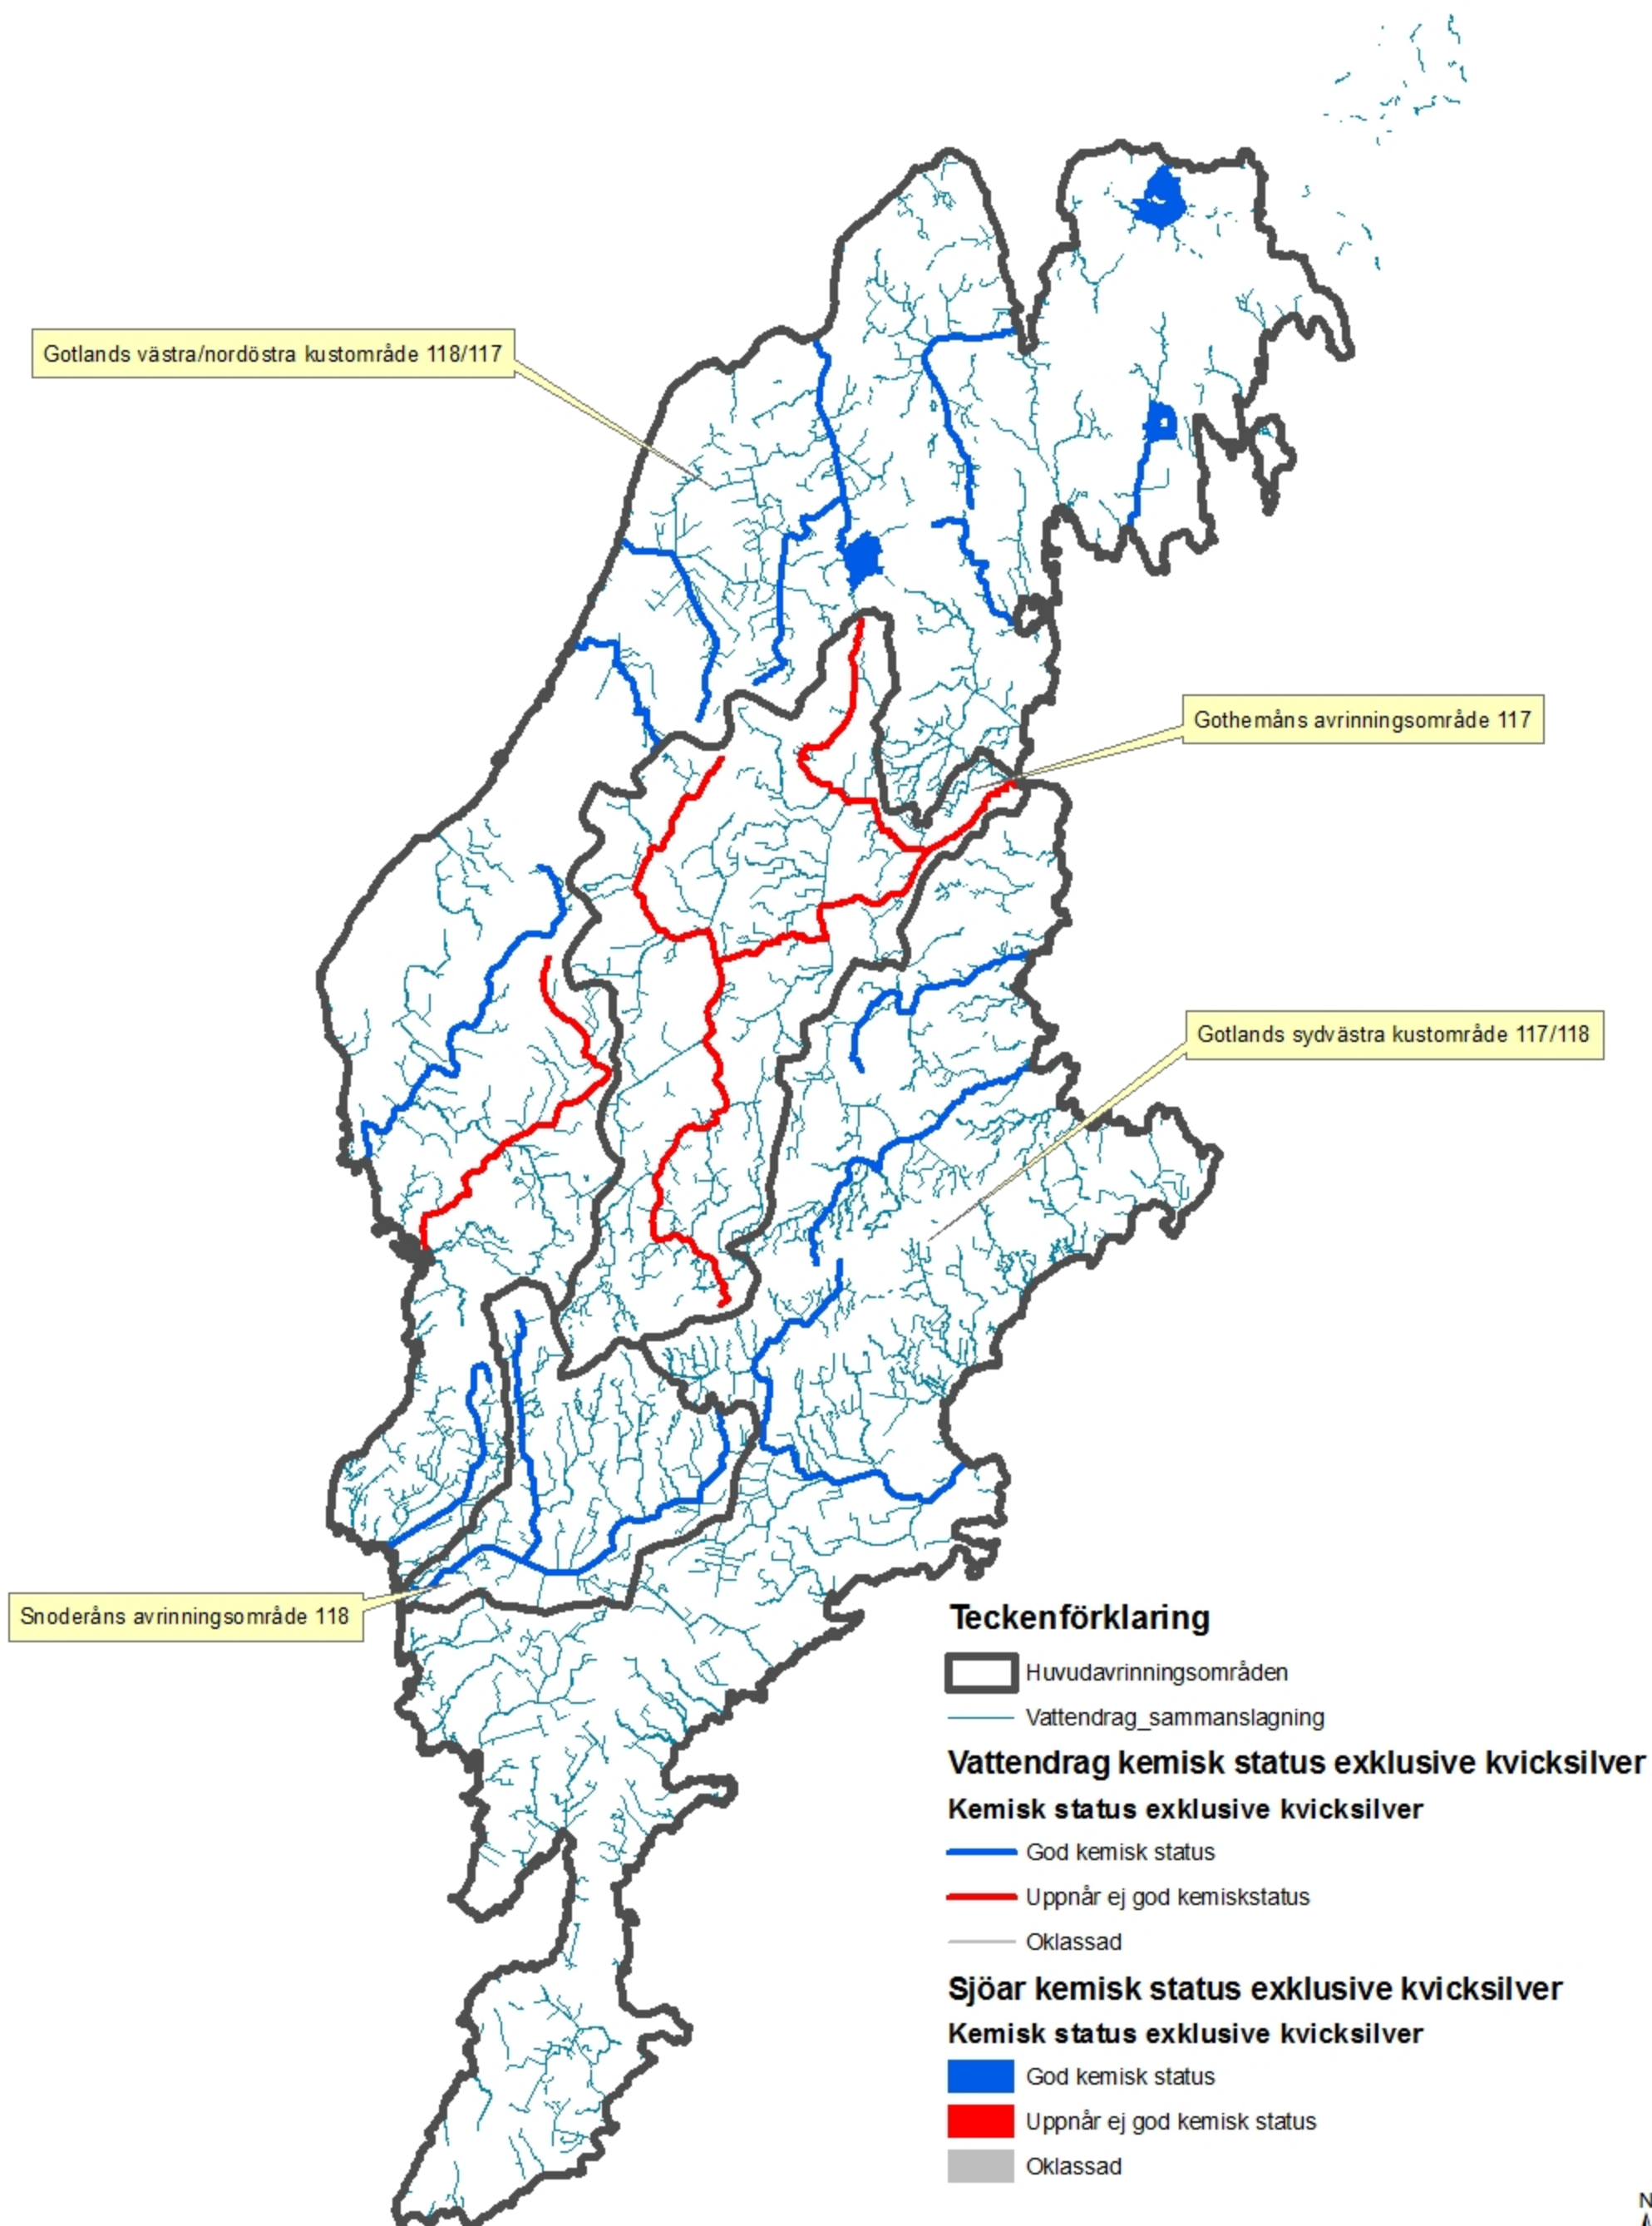 Gotlands västra/nordöstra kustområde 118/117
Gothemåns avrinningsområde 117
Gotlands sydvästra kustområde 117/118
Snoderåns avrinningsområde 118
Teckenförklaring
Huvudavrinningsområden
Vattendrag_sammanslagning
Vattendrag kemisk status exklusive kvicksilver
Kemisk status exklusive kvicksilver
God kemisk status
Uppnår ej god kemiskstatus
Oklassad
Sjöar kemisk status exklusive kvicksilver
Kemisk status exklusive kvicksilver
God kemisk status
Uppnår ej god kemisk status
Oklassad
N